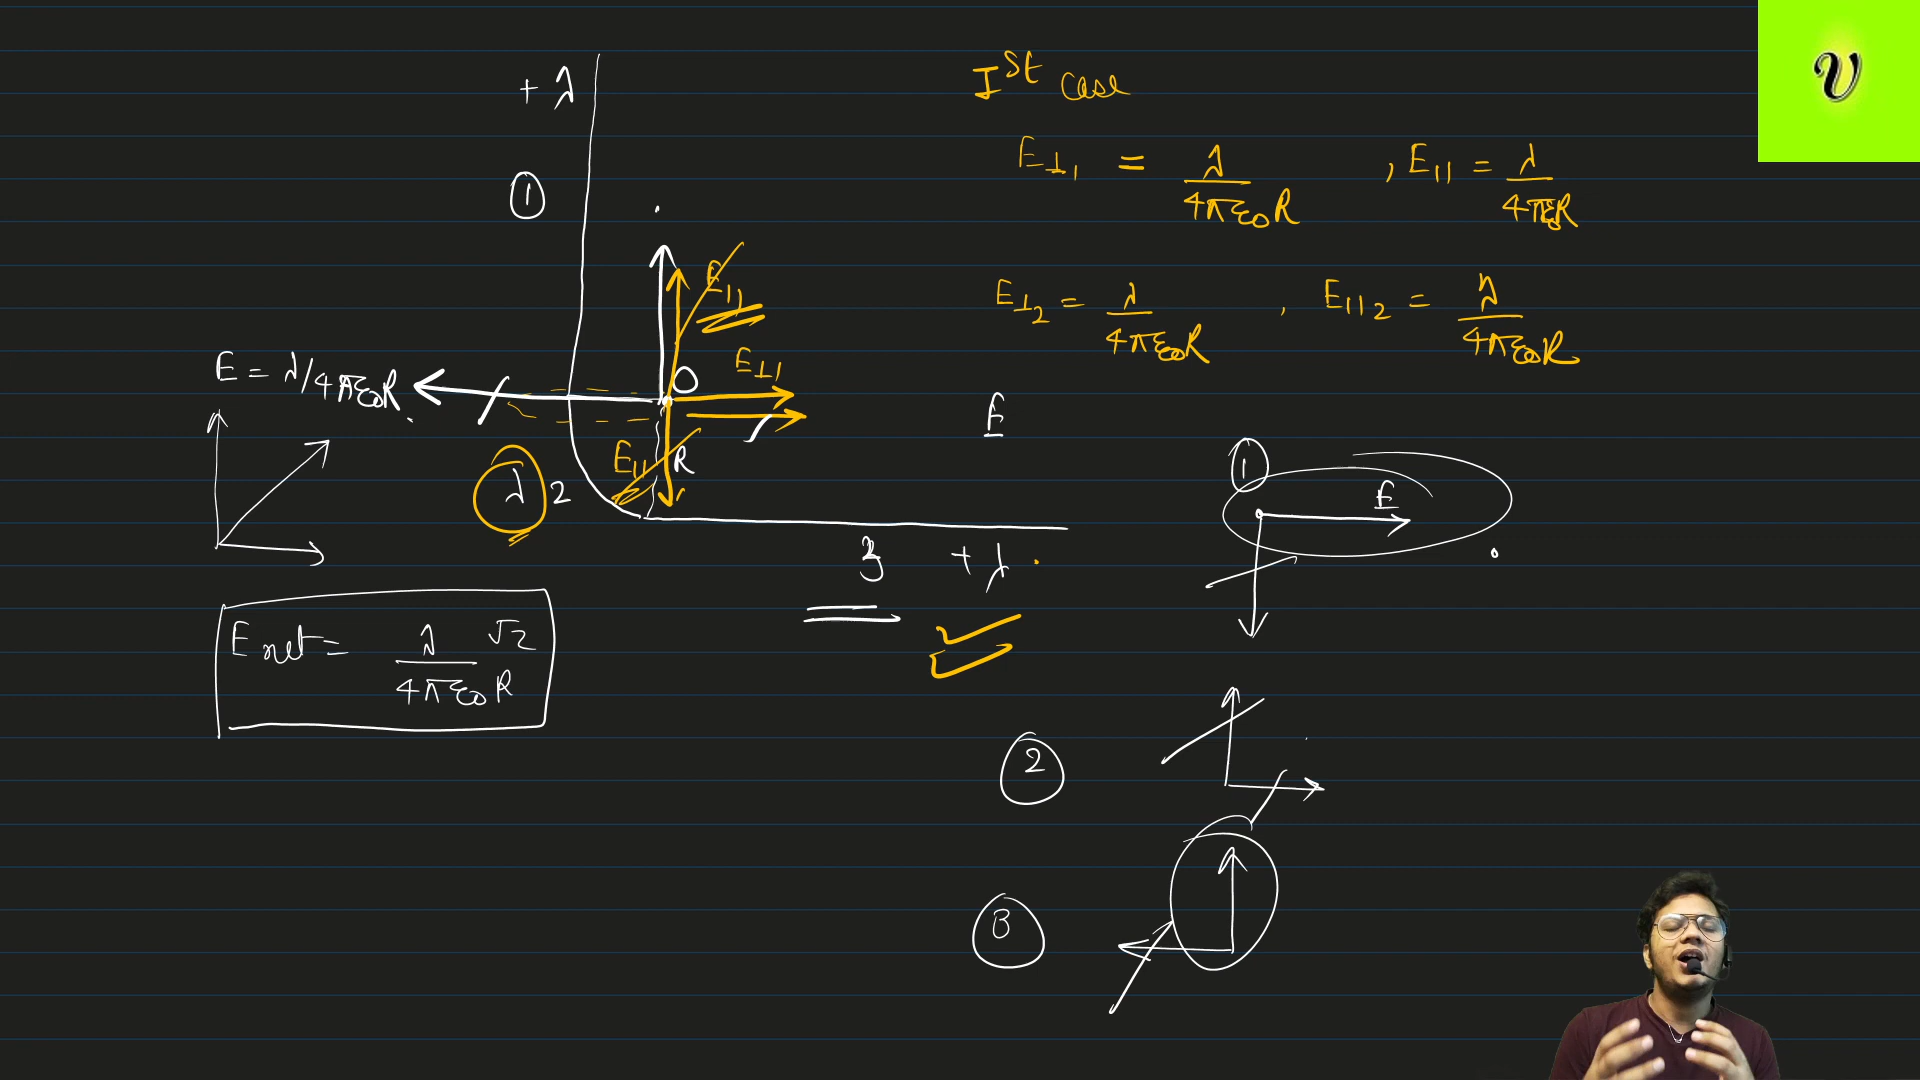 + λ
①
E = λ/4πε₀R
E||
O
E⊥1
E||
R
λ 2
3
+ λ
E net = λ √2 / 4πε₀R
Iˢᵗ case
E⊥₁ = λ / 4πε₀R , E|| = λ / 4πε₀R
E⊥₂ = λ / 4πε₀R , E||₂ = λ / 4πε₀R
E
①
E
②
③
υ